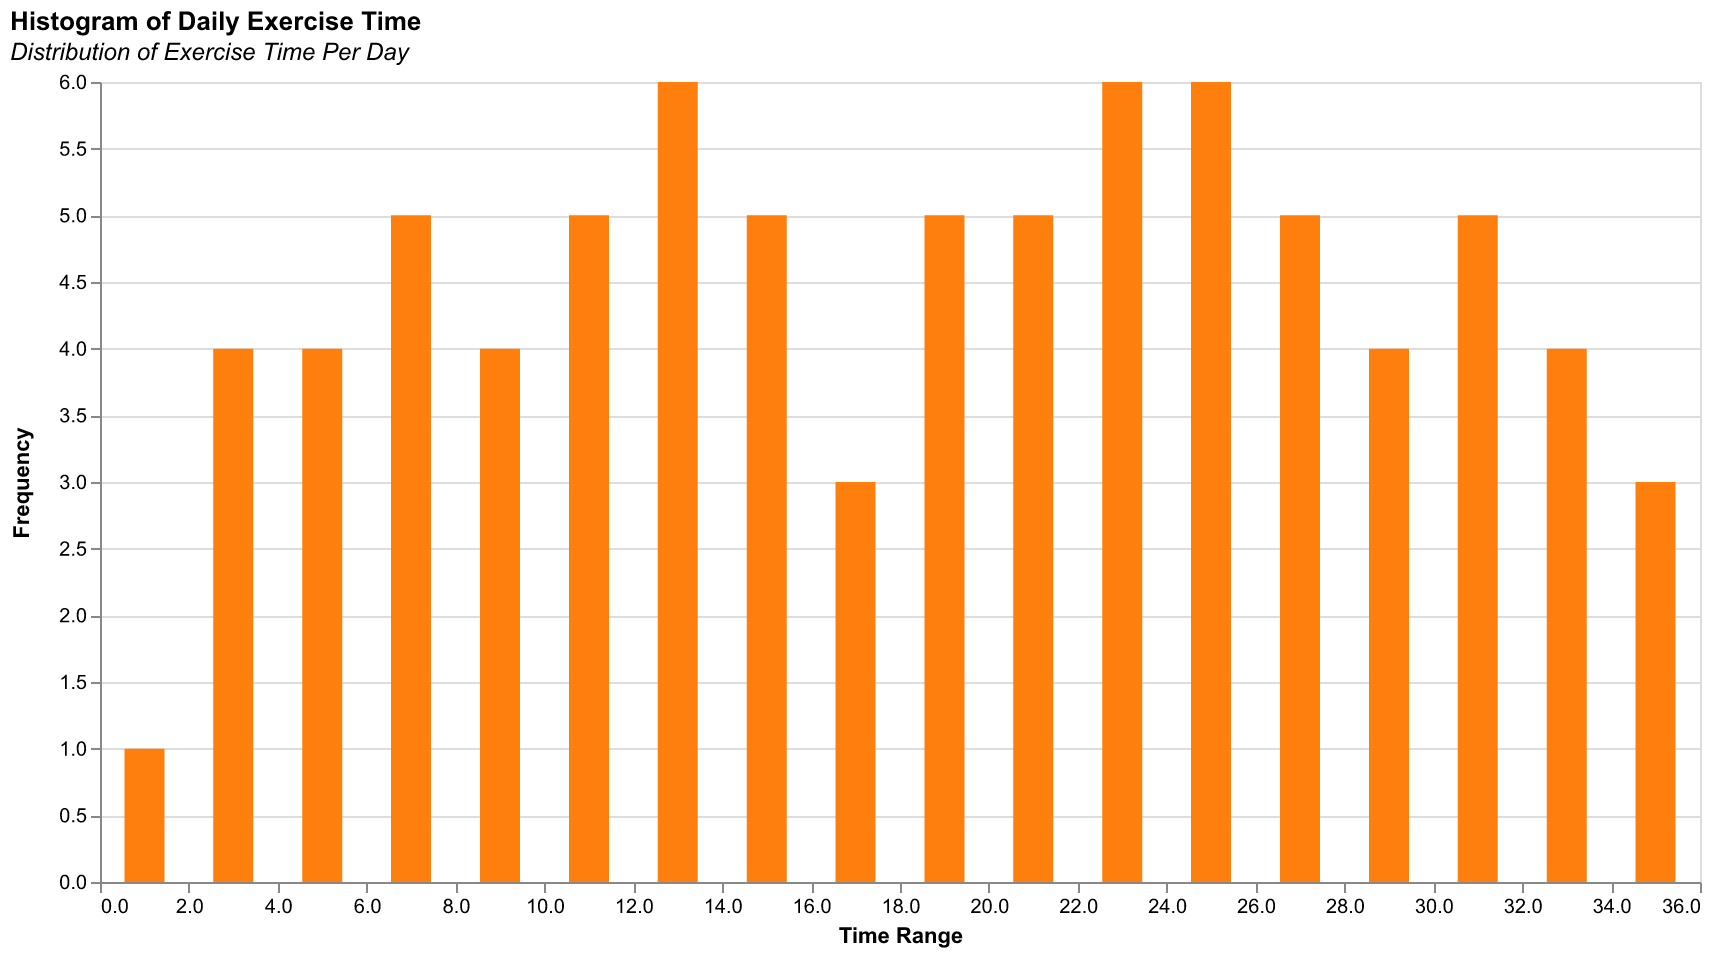 Histogram of Daily Exercise Time
Distribution of Exercise Time Per Day
6.0
5.5
5.0
4.5
4.0
3.5
3.0
2.5
2.0
1.5
1.0
0.5
0.0
Frequency
0.0 2.0 4.0 6.0 8.0 10.0 12.0 14.0 16.0 18.0 20.0 22.0 24.0 26.0 28.0 30.0 32.0 34.0 36.0
Time Range